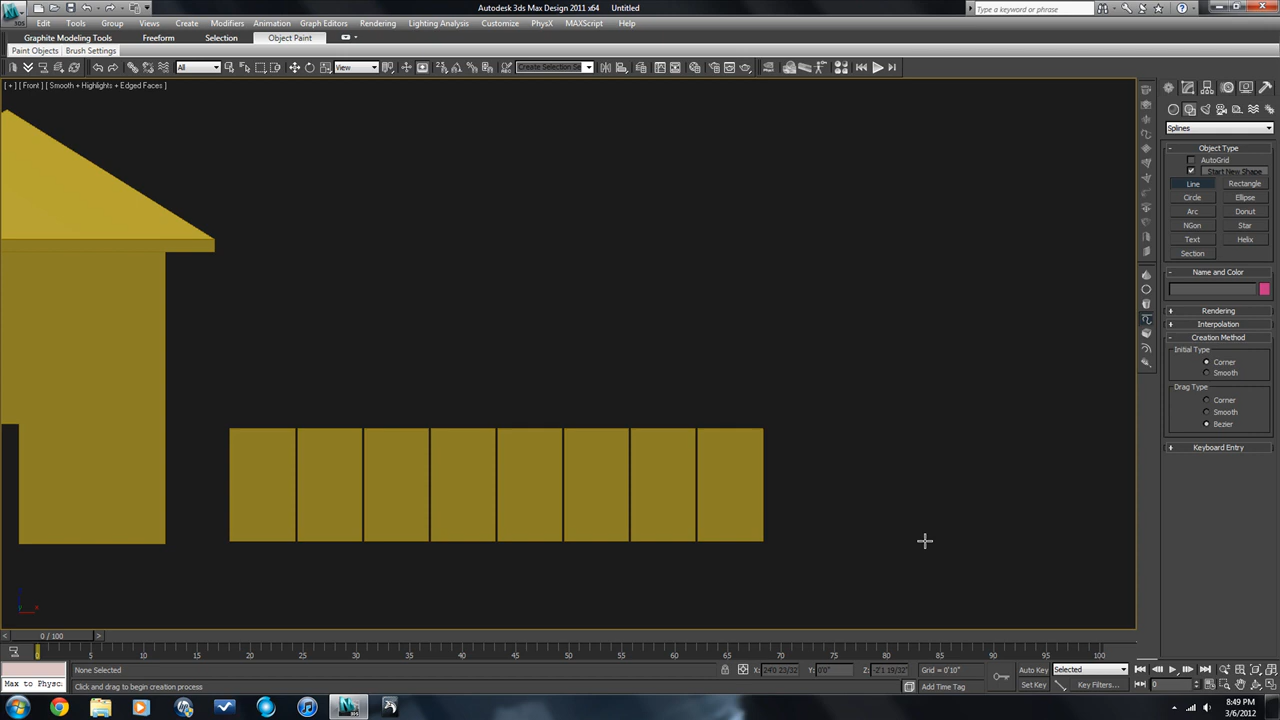 Autodesk 3ds Max Design 2011 x64 Untitled
Type a keyword or phrase
Edit Tools Group Views Create Modifiers Animation Graph Editors Rendering Lighting Analysis Customize PhysX MAXScript Help
Graphite Modeling Tools Freeform Selection Object Paint
Paint Objects Brush Settings
All View Create Selection Se
[ + ] [ Front ] [ Smooth + Highlights + Edged Faces ]
Splines
- Object Type
AutoGrid
Start New Shape
Line Rectangle
Circle Ellipse
Arc Donut
NGon Star
Text Helix
Section
- Name and Color
+ Rendering
+ Interpolation
- Creation Method
Initial Type
Corner
Smooth
Drag Type
Corner
Smooth
Bezier
+ Keyboard Entry
y x
< 0 / 100 >
0 5 10 15 20 25 30 35 40 45 50 55 60 65 70 75 80 85 90 95 100
None Selected X: Y: 0'0" Z: Grid = 0'10" Auto Key Selected
Max to Physc Click and drag to begin creation process Add Time Tag Set Key Key Filters... 0
8:49 PM
3/6/2012